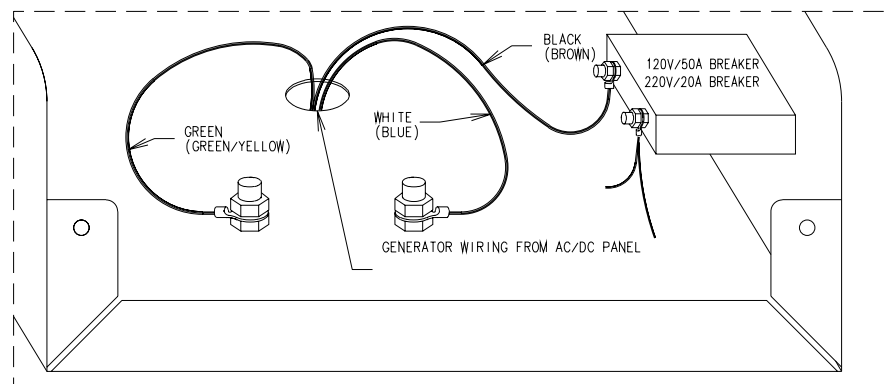 BLACK
(BROWN)
120V/50A BREAKER
220V/20A BREAKER
WHITE
(BLUE)
GREEN
(GREEN/YELLOW)
GENERATOR WIRING FROM AC/DC PANEL